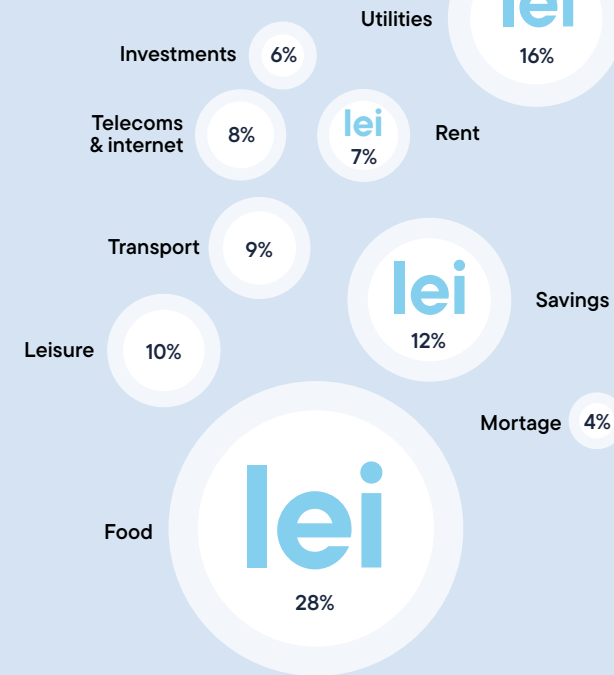 Utilities
lei
16%
Investments
6%
Telecoms
& internet
8%
lei
7%
Rent
Transport
9%
lei
12%
Savings
Leisure
10%
Mortage
4%
Food
lei
28%